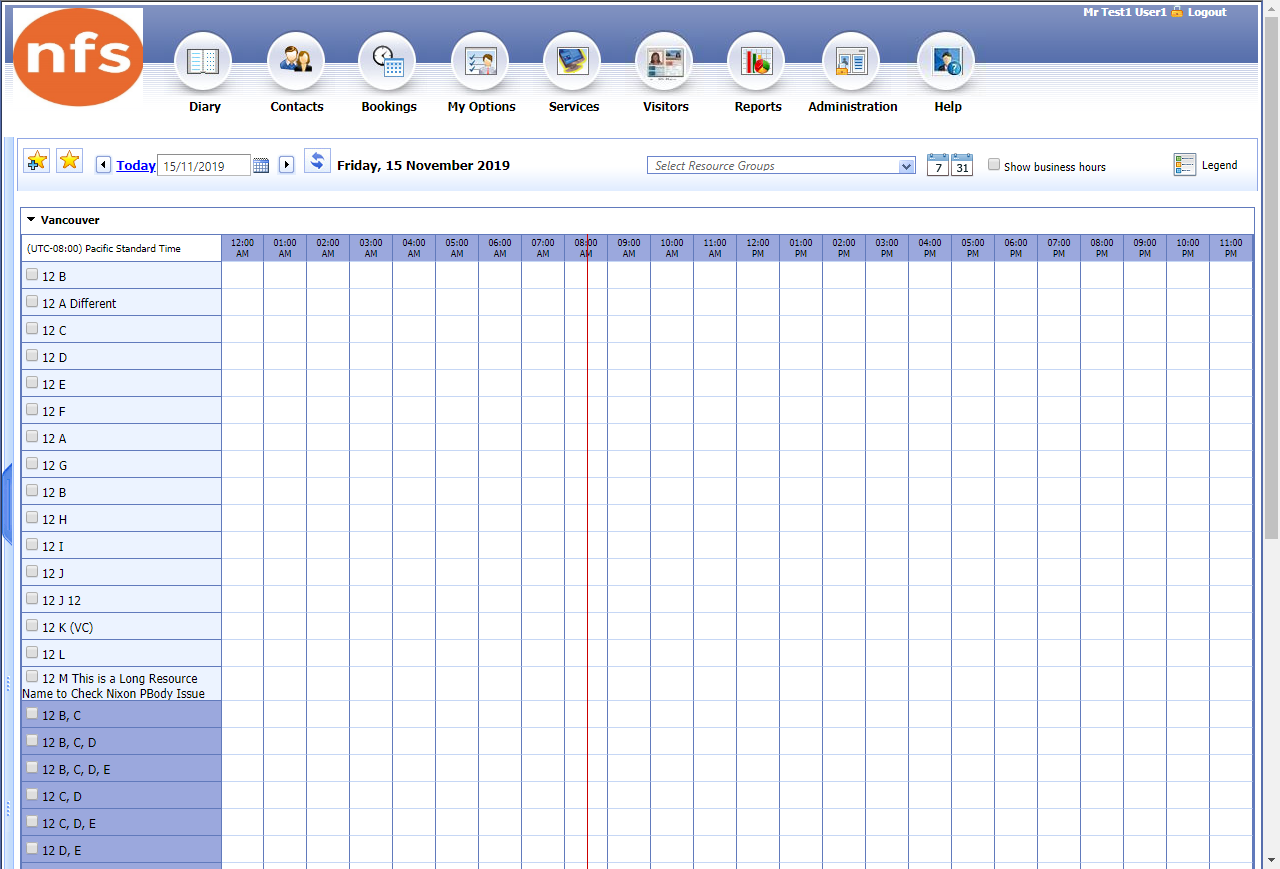 Mr Test1 User1 Logout
nfs
Diary Contacts Bookings My Options Services Visitors Reports Administration Help
Today 15/11/2019 Friday, 15 November 2019 Select Resource Groups 7 31 Show business hours Legend
Vancouver
(UTC-08:00) Pacific Standard Time
12:00 AM 01:00 AM 02:00 AM 03:00 AM 04:00 AM 05:00 AM 06:00 AM 07:00 AM 08:00 AM 09:00 AM 10:00 AM 11:00 AM 12:00 PM 01:00 PM 02:00 PM 03:00 PM 04:00 PM 05:00 PM 06:00 PM 07:00 PM 08:00 PM 09:00 PM 10:00 PM 11:00 PM
12 B
12 A Different
12 C
12 D
12 E
12 F
12 A
12 G
12 B
12 H
12 I
12 J
12 J 12
12 K (VC)
12 L
12 M This is a Long Resource
Name to Check Nixon PBody Issue
12 B, C
12 B, C, D
12 B, C, D, E
12 C, D
12 C, D, E
12 D, E